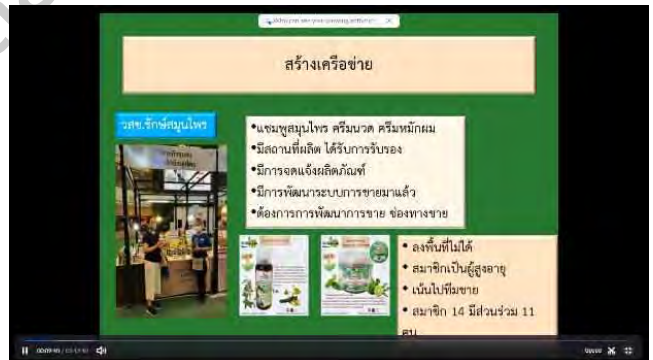 สร้างเครือข่าย
วสช.รักษ์สมุนไพร
•แชมพูสมุนไพร ครีมนวด ครีมหมักผม
•มีสถานที่ผลิต ได้รับการรับรอง
•มีการจดแจ้งผลิตภัณฑ์
•มีการพัฒนาระบบการขายมาแล้ว
•ต้องการการพัฒนาการขาย ช่องทางขาย
• ลงพื้นที่ไม่ได้
• สมาชิกเป็นผู้สูงอายุ
• เน้นไปทีมขาย
• สมาชิก 14 มีส่วนร่วม 11
คน